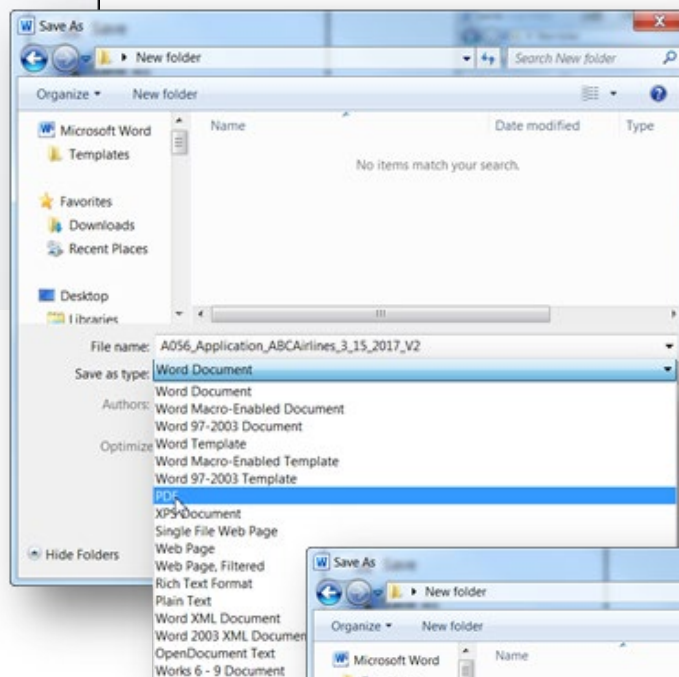 Save As
New folder
Search New folder
Organize
New folder
Microsoft Word
Templates
Favorites
Downloads
Recent Places
Desktop
Libraries
Name
Date modified
Type
No items match your search.
File name: A056_Application_ABCAirlines_3_15_2017_V2
Save as type: Word Document
Authors:
Optimize
Word Document
Word Macro-Enabled Document
Word 97-2003 Document
Word Template
Word Macro-Enabled Template
Word 97-2003 Template
PDF
XPS Document
Single File Web Page
Web Page
Web Page, Filtered
Rich Text Format
Plain Text
Word XML Document
Word 2003 XML Documen
OpenDocument Text
Works 6 - 9 Document
Hide Folders
Save As
New folder
Organize
New folder
Microsoft Word
Name